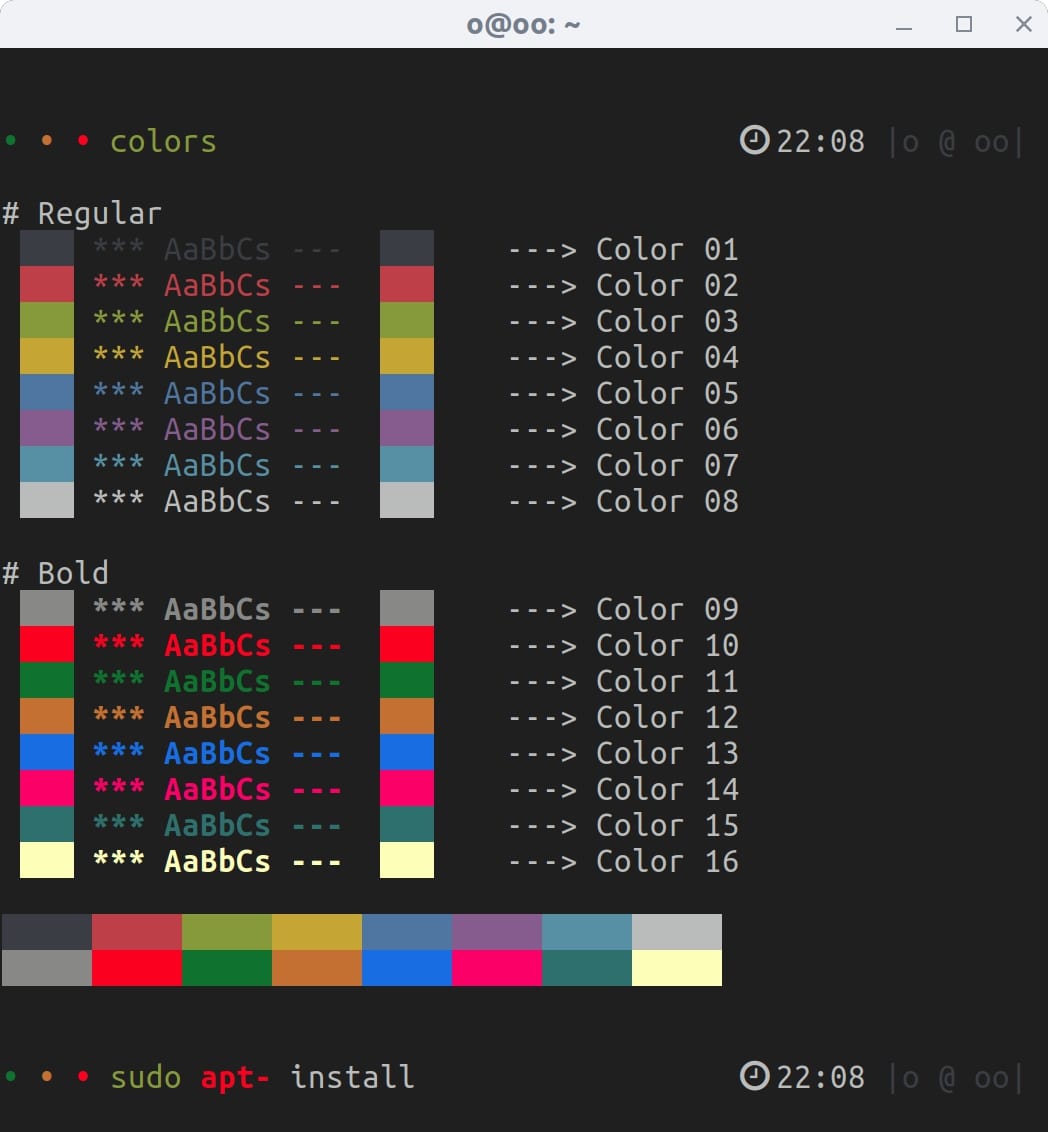 o@oo: ~
• • • colors 22:08 |o @ oo|
# Regular
*** AaBbCs --- ---> Color 01
*** AaBbCs --- ---> Color 02
*** AaBbCs --- ---> Color 03
*** AaBbCs --- ---> Color 04
*** AaBbCs --- ---> Color 05
*** AaBbCs --- ---> Color 06
*** AaBbCs --- ---> Color 07
*** AaBbCs --- ---> Color 08
# Bold
*** AaBbCs --- ---> Color 09
*** AaBbCs --- ---> Color 10
*** AaBbCs --- ---> Color 11
*** AaBbCs --- ---> Color 12
*** AaBbCs --- ---> Color 13
*** AaBbCs --- ---> Color 14
*** AaBbCs --- ---> Color 15
*** AaBbCs --- ---> Color 16
• • • sudo apt- install 22:08 |o @ oo|